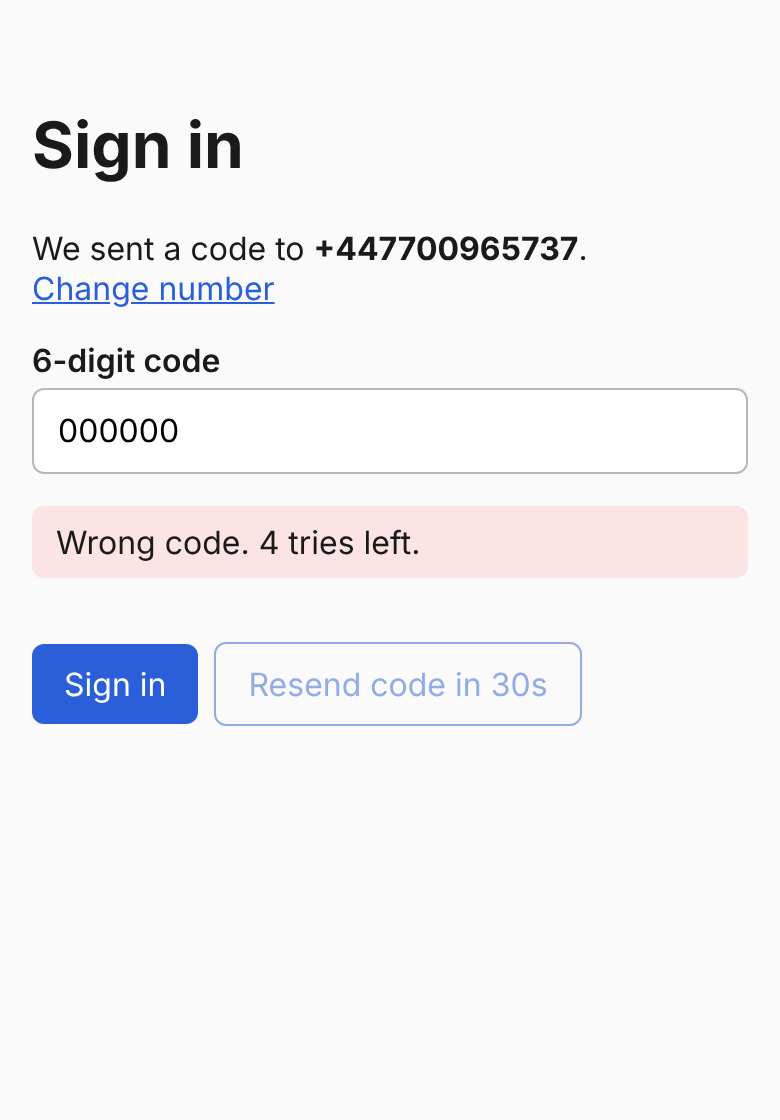 Sign in
We sent a code to +447700965737.
Change number
6-digit code
000000
Wrong code. 4 tries left.
Sign in
Resend code in 30s